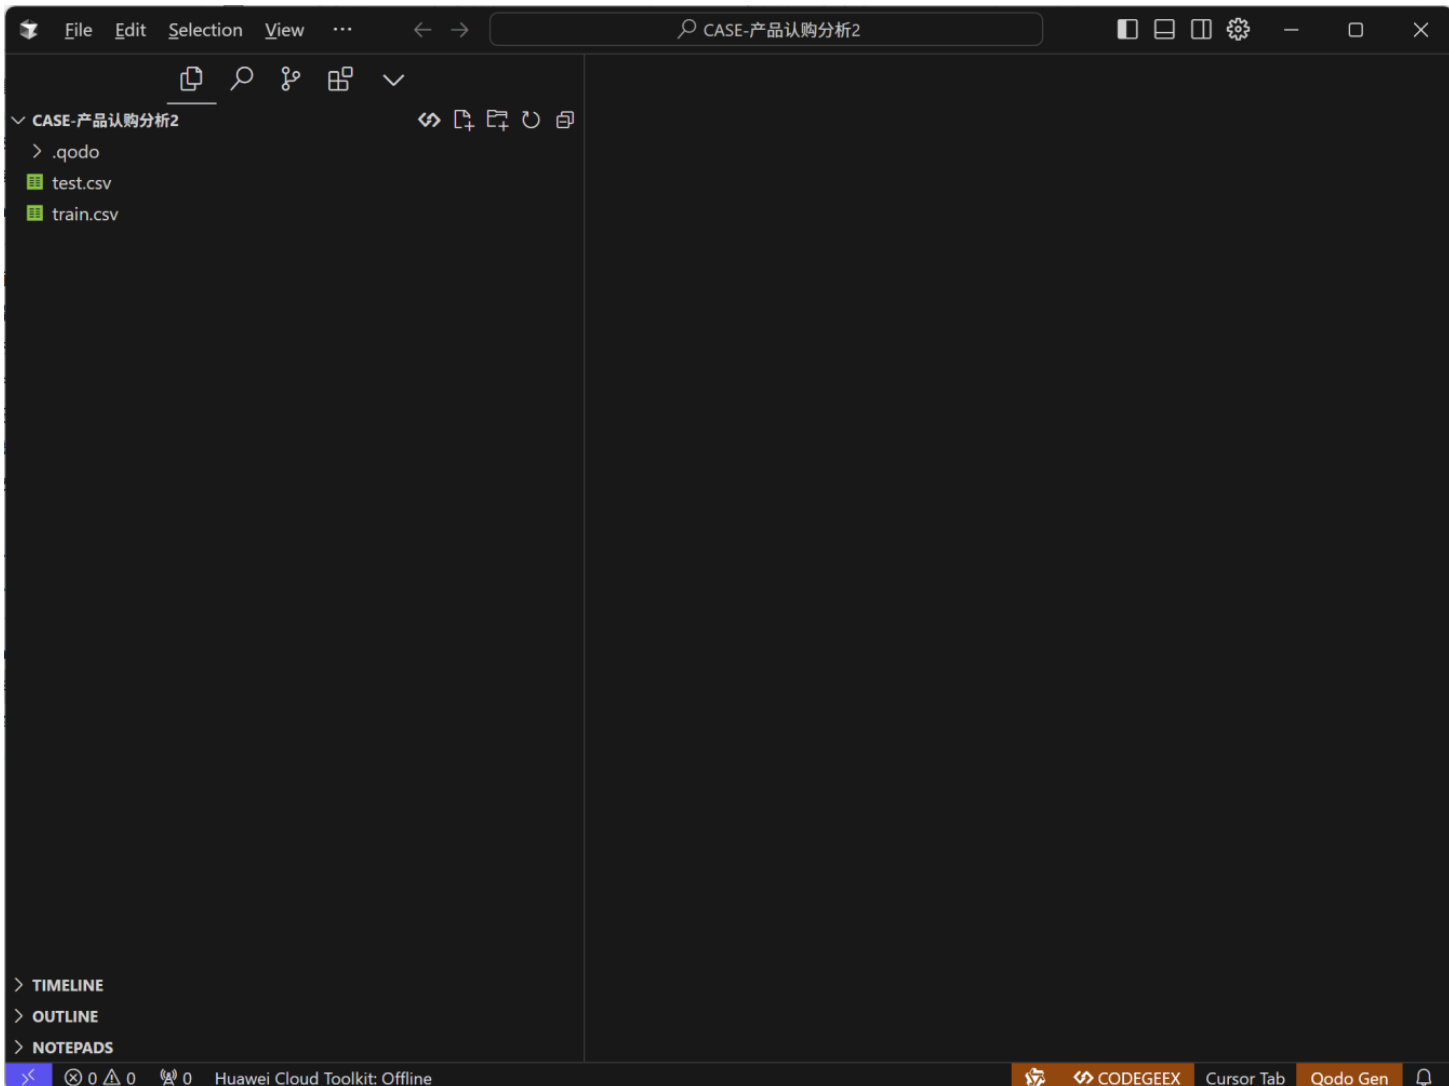 File Edit Selection View ··· CASE-产品认购分析2
CASE-产品认购分析2
.qodo
test.csv
train.csv
TIMELINE
OUTLINE
NOTEPADS
0 0 0 Huawei Cloud Toolkit: Offline CODEGEEX Cursor Tab Qodo Gen